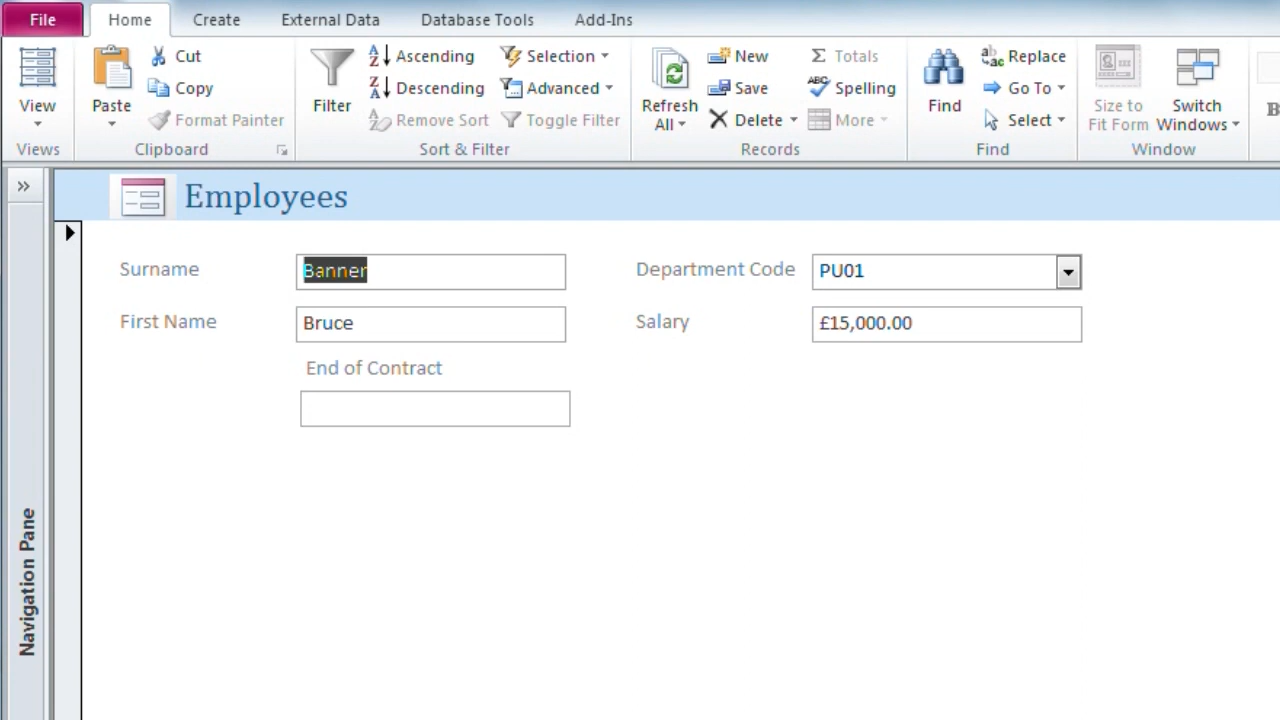 File Home Create External Data Database Tools Add-Ins
Cut Ascending Selection New Totals Replace
Copy Descending Advanced Save Spelling Go To
View Paste Format Painter Filter Remove Sort Toggle Filter Refresh All Delete More Find Select Size to Fit Form Switch Windows B
Views Clipboard Sort & Filter Records Find Window
Employees
Surname Banner Department Code PU01
First Name Bruce Salary £15,000.00
End of Contract
Navigation Pane